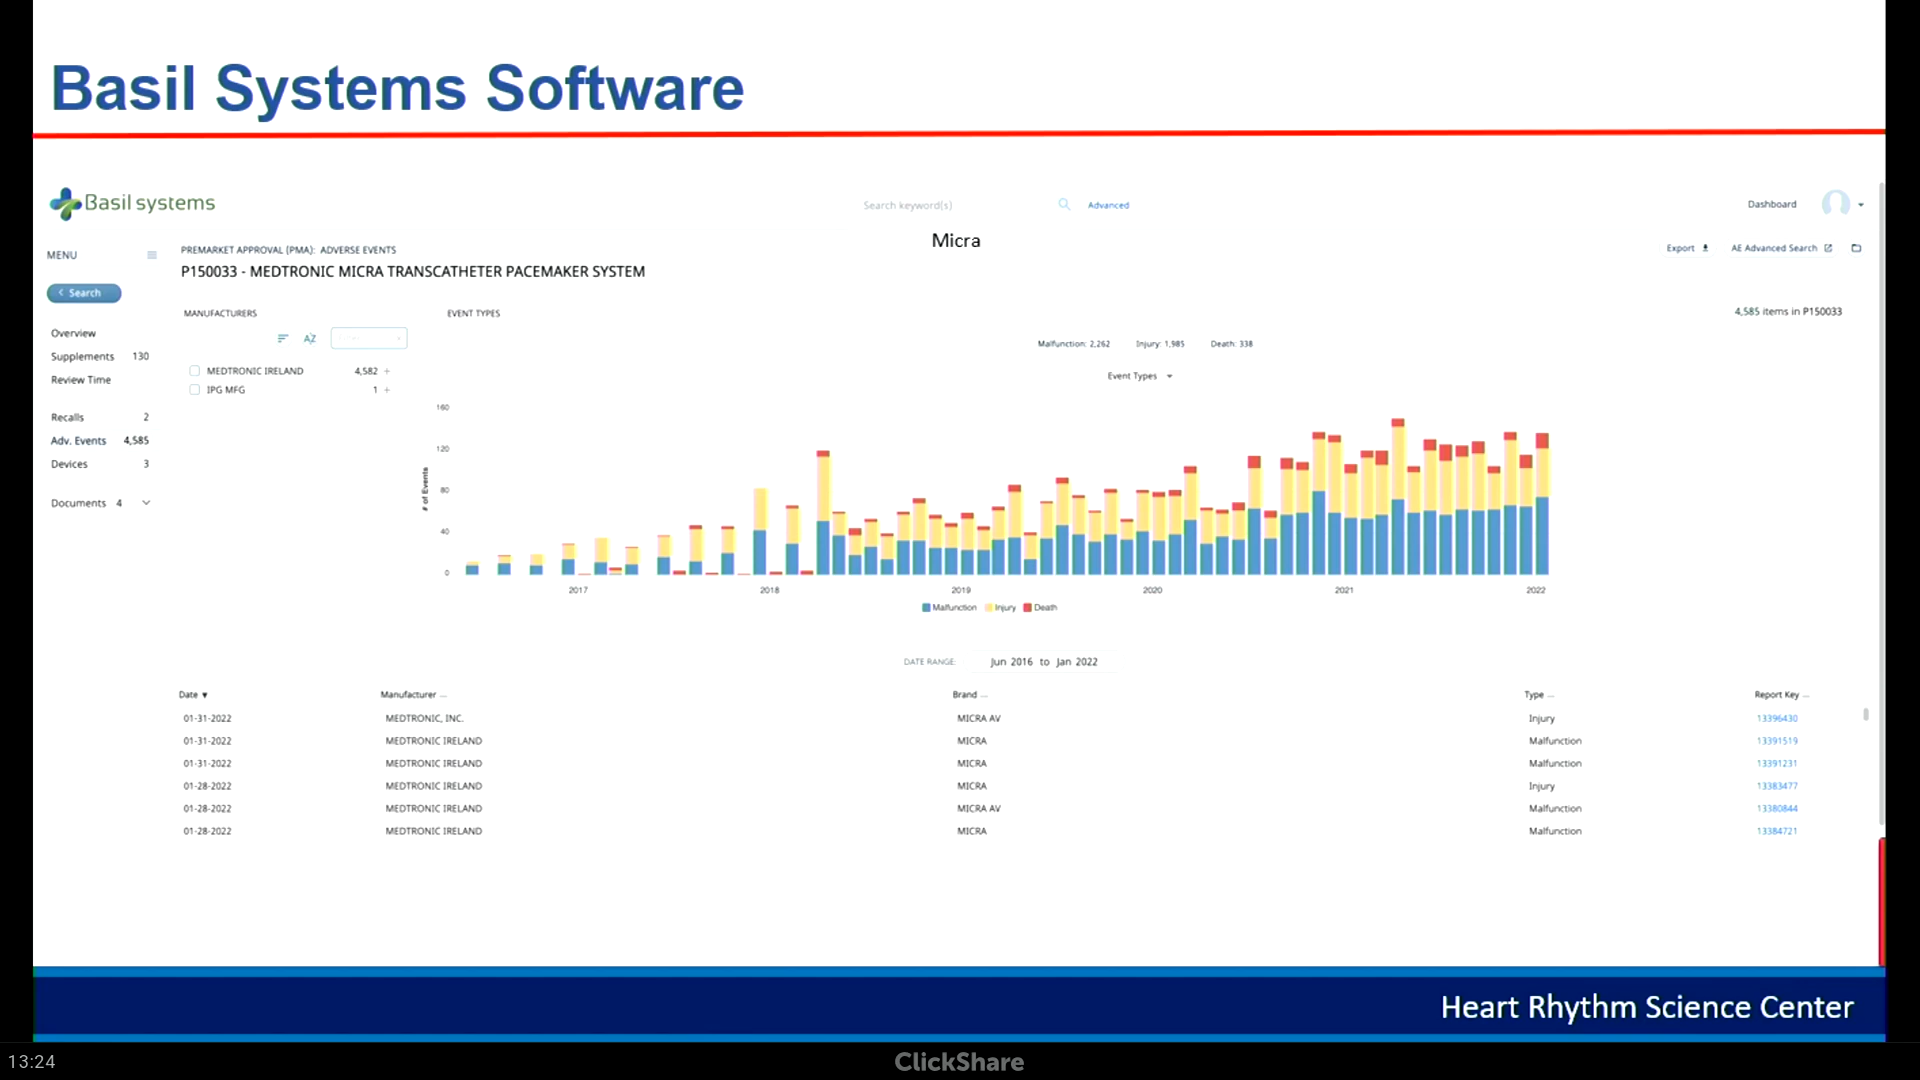 Basil Systems Software
Basil systems
Search keyword(s)
Advanced
Dashboard
Micra
MENU
PREMARKET APPROVAL (PMA): ADVERSE EVENTS
Export
AE Advanced Search
P150033 - MEDTRONIC MICRA TRANSCATHETER PACEMAKER SYSTEM
Search
MANUFACTURERS
EVENT TYPES
4,585 items in P150033
Overview
Supplements 130
Review Time
Recalls 2
Adv. Events 4,585
Devices 3
Documents 4
AZ
MEDTRONIC IRELAND 4,582 +
IPG MFG 1 +
Malfunction: 2,262 Injury: 1,985 Death: 338
Event Types
160
120
80
40
0
# of Events
2017 2018 2019 2020 2021 2022
Malfunction Injury Death
DATE RANGE: Jun 2016 to Jan 2022
Date ▼ Manufacturer ... Brand ... Type ... Report Key ...
01-31-2022 MEDTRONIC, INC. MICRA AV Injury 13396430
01-31-2022 MEDTRONIC IRELAND MICRA Malfunction 13391519
01-31-2022 MEDTRONIC IRELAND MICRA Malfunction 13391231
01-28-2022 MEDTRONIC IRELAND MICRA Injury 13383477
01-28-2022 MEDTRONIC IRELAND MICRA AV Malfunction 13380844
01-28-2022 MEDTRONIC IRELAND MICRA Malfunction 13384721
Heart Rhythm Science Center
13:24
ClickShare